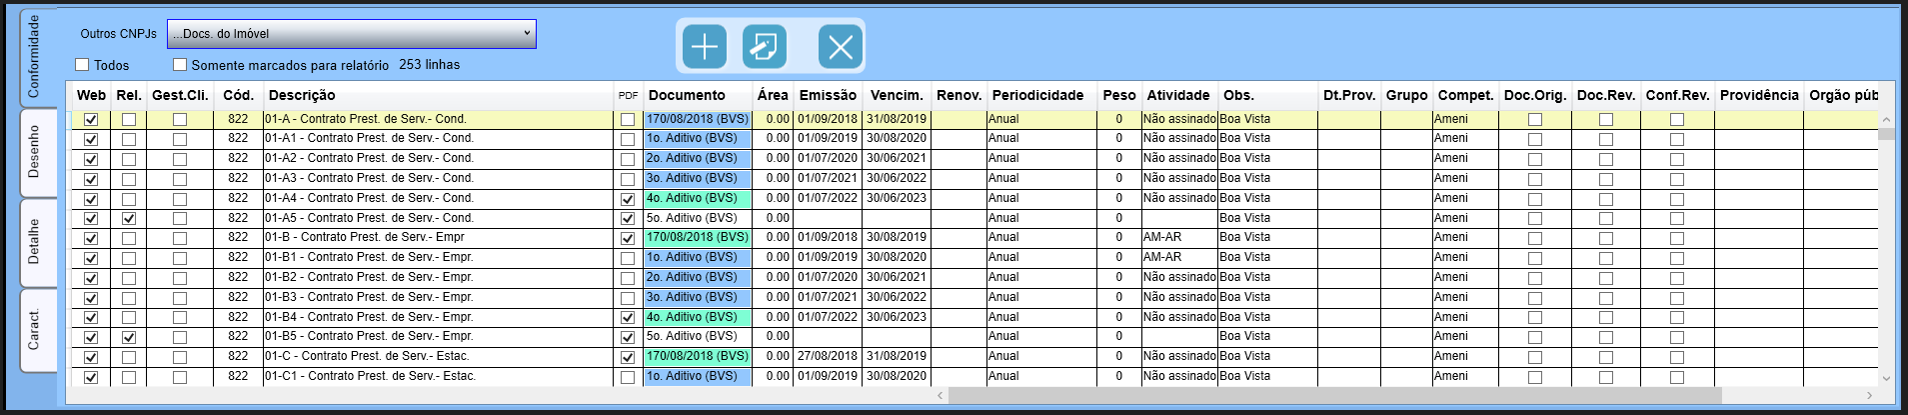 Conformidade
Desenho
Detalhe
Caract.
Outros CNPJs ...Docs. do Imóvel
Todos Somente marcados para relatório 253 linhas
Web Rel. Gest.Cli. Cód. Descrição PDF Documento Área Emissão Vencim. Renov. Periodicidade Peso Atividade Obs. Dt.Prov. Grupo Compet. Doc.Orig. Doc.Rev. Conf.Rev. Providência Orgão púb
822 01-A - Contrato Prest. de Serv.- Cond. 170/08/2018 (BVS) 0.00 01/09/2018 31/08/2019 Anual 0 Não assinado Boa Vista Ameni
822 01-A1 - Contrato Prest. de Serv.- Cond. 1o. Aditivo (BVS) 0.00 01/09/2019 30/08/2020 Anual 0 Não assinado Boa Vista Ameni
822 01-A2 - Contrato Prest. de Serv.- Cond. 2o. Aditivo (BVS) 0.00 01/07/2020 30/06/2021 Anual 0 Não assinado Boa Vista Ameni
822 01-A3 - Contrato Prest. de Serv.- Cond. 3o. Aditivo (BVS) 0.00 01/07/2021 30/06/2022 Anual 0 Não assinado Boa Vista Ameni
822 01-A4 - Contrato Prest. de Serv.- Cond. 4o. Aditivo (BVS) 0.00 01/07/2022 30/06/2023 Anual 0 Não assinado Boa Vista Ameni
822 01-A5 - Contrato Prest. de Serv.- Cond. 5o. Aditivo (BVS) 0.00 Anual 0 Boa Vista Ameni
822 01-B - Contrato Prest. de Serv.- Empr 170/08/2018 (BVS) 0.00 01/09/2018 30/08/2019 Anual 0 AM-AR Boa Vista Ameni
822 01-B1 - Contrato Prest. de Serv.- Empr. 1o. Aditivo (BVS) 0.00 01/09/2019 30/08/2020 Anual 0 AM-AR Boa Vista Ameni
822 01-B2 - Contrato Prest. de Serv.- Empr. 2o. Aditivo (BVS) 0.00 01/07/2020 30/06/2021 Anual 0 Não assinado Boa Vista Ameni
822 01-B3 - Contrato Prest. de Serv.- Empr. 3o. Aditivo (BVS) 0.00 01/07/2021 30/06/2022 Anual 0 Não assinado Boa Vista Ameni
822 01-B4 - Contrato Prest. de Serv.- Empr. 4o. Aditivo (BVS) 0.00 01/07/2022 30/06/2023 Anual 0 Não assinado Boa Vista Ameni
822 01-B5 - Contrato Prest. de Serv.- Empr. 5o. Aditivo (BVS) 0.00 Anual 0 Boa Vista Ameni
822 01-C - Contrato Prest. de Serv.- Estac. 170/08/2018 (BVS) 0.00 27/08/2018 31/08/2019 Anual 0 Não assinado Boa Vista Ameni
822 01-C1 - Contrato Prest. de Serv.- Estac. 1o. Aditivo (BVS) 0.00 01/09/2019 30/08/2020 Anual 0 Não assinado Boa Vista Ameni